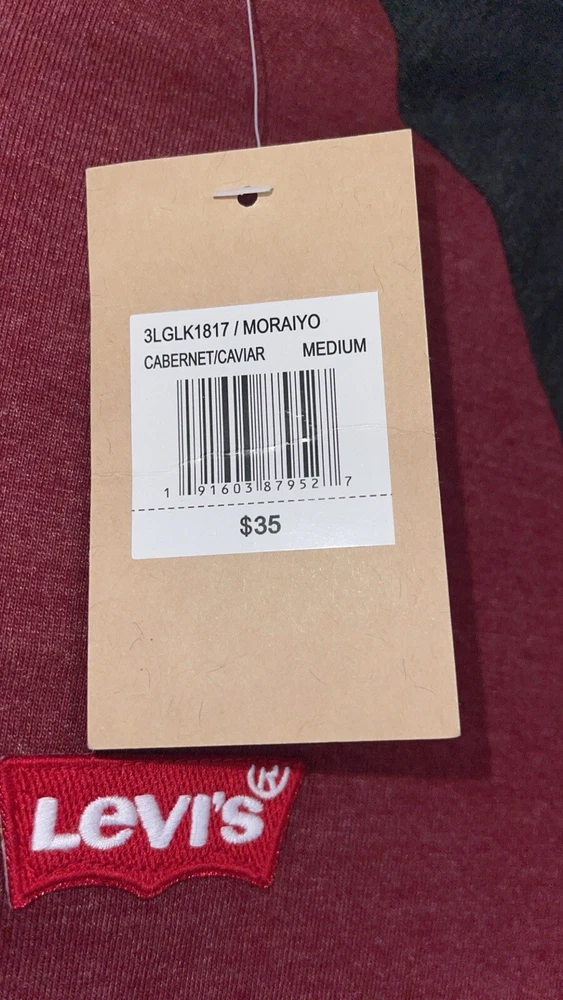 3LGLK1817 / MORAIYO
CABERNET/CAVIAR MEDIUM
1 91603 87952 7
$35
Levi's®